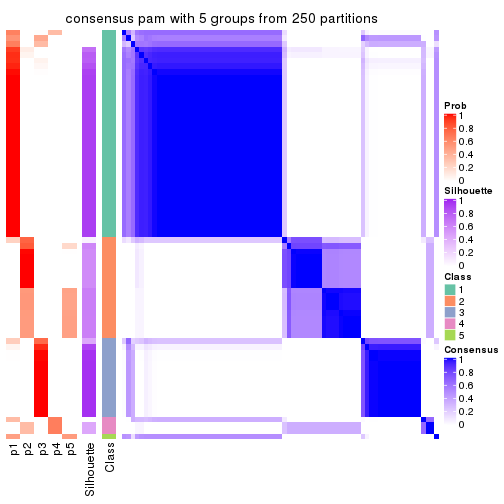 consensus pam with 5 groups from 250 partitions
Prob
1
0.8
0.6
0.4
0.2
0
Silhouette
1
0.8
0.6
0.4
0.2
0
Class
1
2
3
4
5
Consensus
1
0.8
0.6
0.4
0.2
0
p1
p2
p3
p4
p5
Silhouette
Class